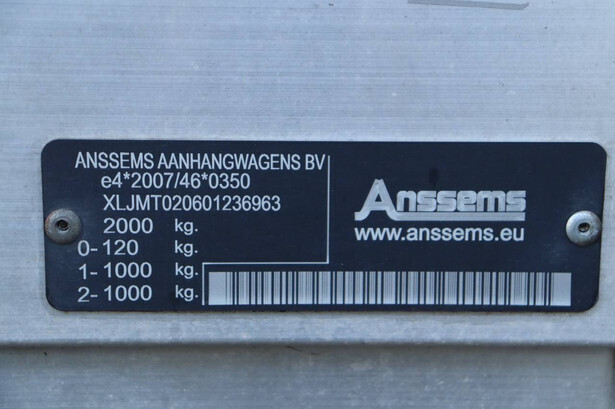 ANSSEMS AANHANGWAGENS BV
e4*2007/46*0350
XLJMT020601236963
2000 kg.
0-120 kg.
1-1000 kg.
2-1000 kg.
Anssems
www.anssems.eu